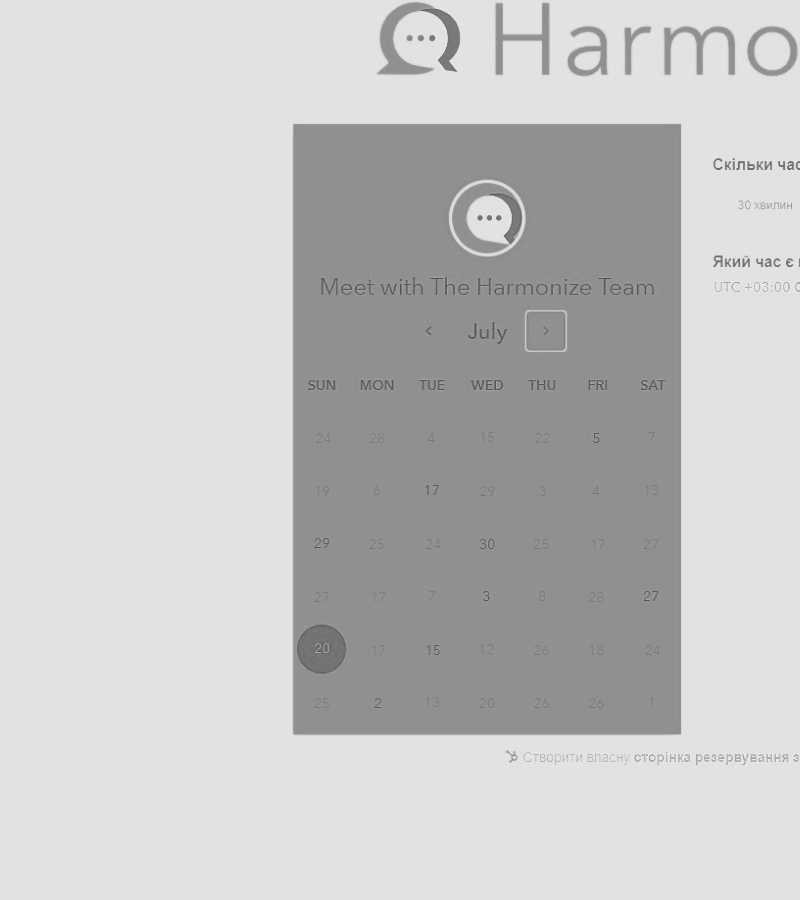 Harmo
Скільки час
30 хвилин
Який час є
UTC +03:00
Meet with The Harmonize Team
July
SUN MON TUE WED THU FRI SAT
24 28 4 15 22 5 7
19 6 17 29 3 4 13
29 25 24 30 25 17 27
27 17 7 3 8 28 27
20 17 15 12 26 18 24
25 2 13 20 26 26 1
Створити власну сторінка резервування з